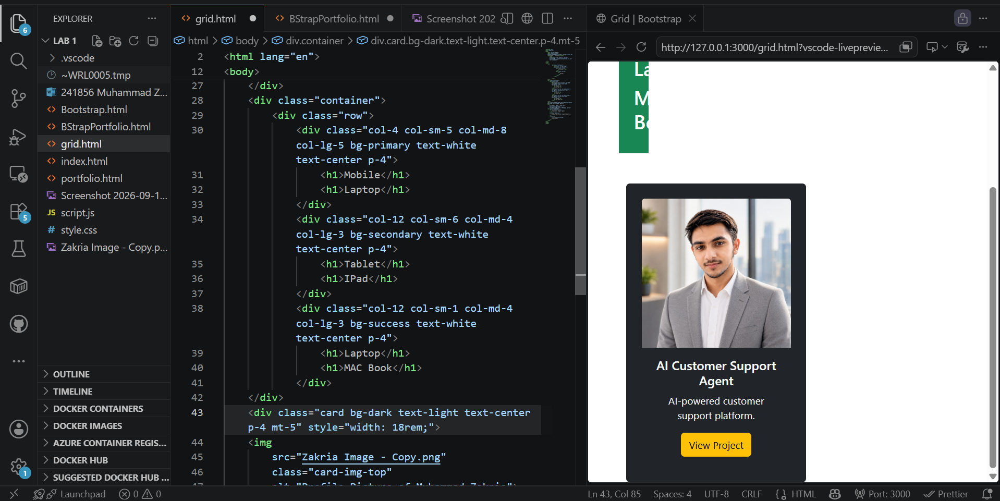 6
EXPLORER
grid.html
BStrapPortfolio.html
Screenshot 202
Grid | Bootstrap
LAB 1
html > body > div.container > div.card.bg-dark.text-light.text-center.p-4.mt-5
http://127.0.0.1:3000/grid.html?vscode-liveprevie...
.vscode
~WRL0005.tmp
241856 Muhammad Z...
Bootstrap.html
BStrapPortfolio.html
grid.html
index.html
portfolio.html
Screenshot 2026-09-1...
JS script.js
# style.css
Zakria Image - Copy.p...
5
OUTLINE
TIMELINE
DOCKER CONTAINERS
DOCKER IMAGES
AZURE CONTAINER REGIS...
DOCKER HUB
SUGGESTED DOCKER HUB ...
1
2 <html lang="en">
12 <body>
27 </div>
28 <div class="container">
29 <div class="row">
30 <div class="col-4 col-sm-5 col-md-8
col-lg-5 bg-primary text-white
text-center p-4">
31 <h1>Mobile</h1>
32 <h1>Laptop</h1>
33 </div>
34 <div class="col-12 col-sm-6 col-md-4
col-lg-3 bg-secondary text-white
text-center p-4">
35 <h1>Tablet</h1>
36 <h1>IPad</h1>
37 </div>
38 <div class="col-12 col-sm-1 col-md-4
col-lg-3 bg-success text-white
text-center p-4">
39 <h1>Laptop</h1>
40 <h1>MAC Book</h1>
41 </div>
42 </div>
43 <div class="card bg-dark text-light text-center
p-4 mt-5" style="width: 18rem;">
44 <img
45 src="Zakria Image - Copy.png"
46 class="card-img-top"
47 alt="Profile Picture of Muhammad Zakria">
La
M
Bo
AI Customer Support
Agent
AI-powered customer
support platform.
View Project
Launchpad
0
0
Ln 43, Col 85
Spaces: 4
UTF-8
CRLF
HTML
Port: 3000
Prettier